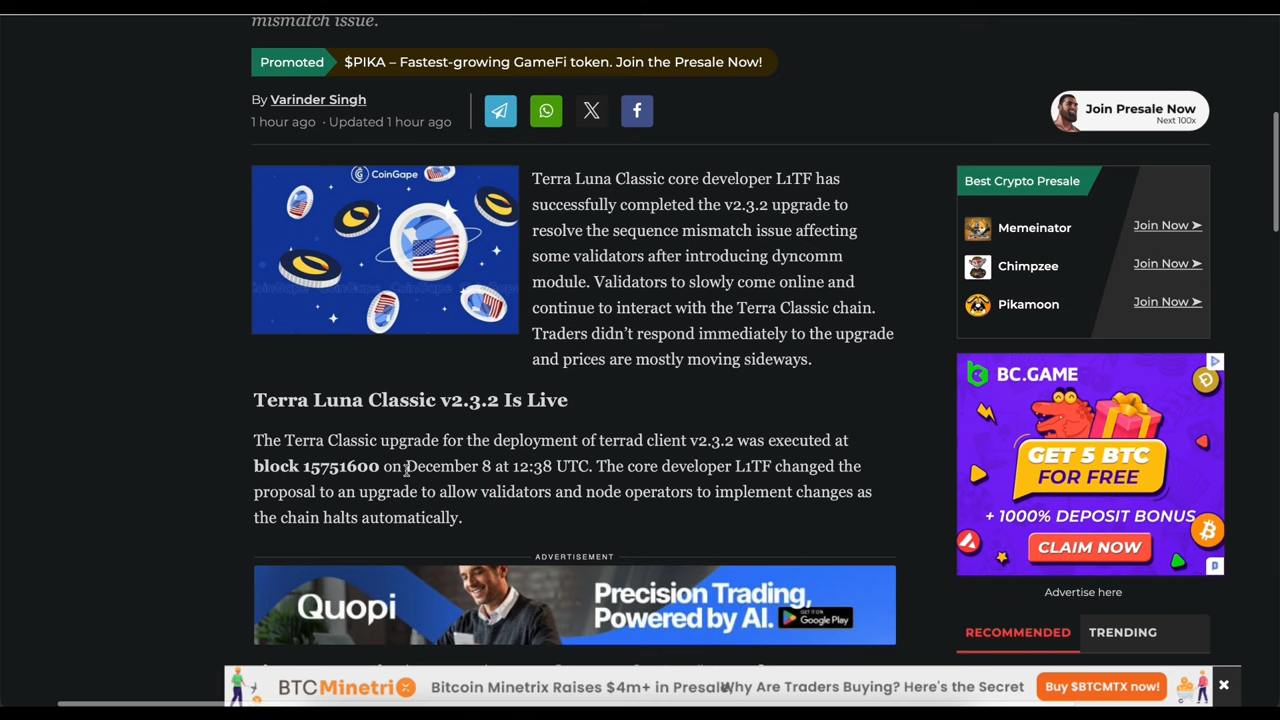 mismatch issue.
Promoted
$PIKA – Fastest-growing GameFi token. Join the Presale Now!
By Varinder Singh
1 hour ago · Updated 1 hour ago
Join Presale Now
Next 100x
CoinGape
Terra Luna Classic core developer L1TF has
successfully completed the v2.3.2 upgrade to
resolve the sequence mismatch issue affecting
some validators after introducing dyncomm
module. Validators to slowly come online and
continue to interact with the Terra Classic chain.
Traders didn’t respond immediately to the upgrade
and prices are mostly moving sideways.
Best Crypto Presale
Memeinator Join Now ➤
Chimpzee Join Now ➤
Pikamoon Join Now ➤
Terra Luna Classic v2.3.2 Is Live
The Terra Classic upgrade for the deployment of terrad client v2.3.2 was executed at
block 15751600 on December 8 at 12:38 UTC. The core developer L1TF changed the
proposal to an upgrade to allow validators and node operators to implement changes as
the chain halts automatically.
BC.GAME
GET 5 BTC
FOR FREE
+ 1000% DEPOSIT BONUS
CLAIM NOW
Advertise here
ADVERTISEMENT
Quopi
Precision Trading,
Powered by AI.
GET IT ON
Google Play
RECOMMENDED
TRENDING
BTCMinetrix
Bitcoin Minetrix Raises $4m+ in Presale
Why Are Traders Buying? Here's the Secret
Buy $BTCMTX now!